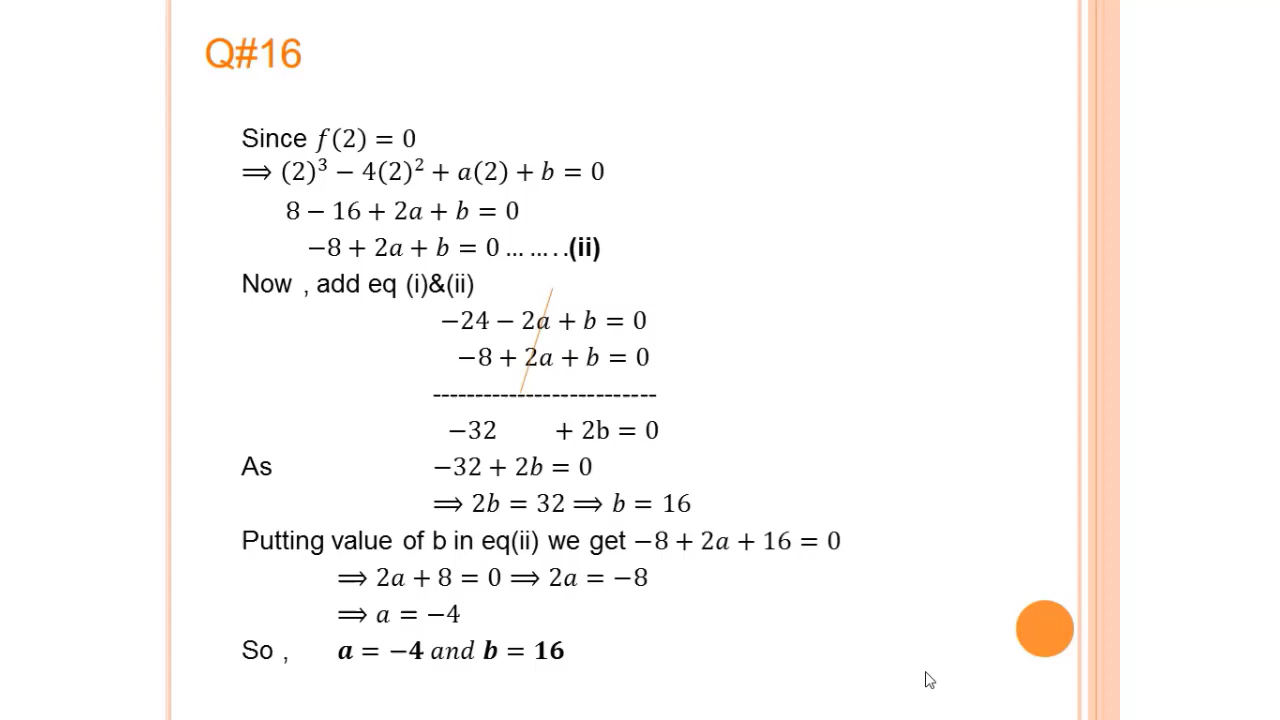 Q#16
Since f(2) = 0
⟹ (2)³ − 4(2)² + a(2) + b = 0
8 − 16 + 2a + b = 0
−8 + 2a + b = 0 ... ... . .(ii)
Now , add eq (i)&(ii)
−24 − 2a + b = 0
−8 + 2a + b = 0
--------------------------
−32 + 2b = 0
As −32 + 2b = 0
⟹ 2b = 32 ⟹ b = 16
Putting value of b in eq(ii) we get −8 + 2a + 16 = 0
⟹ 2a + 8 = 0 ⟹ 2a = −8
⟹ a = −4
So , a = −4 and b = 16